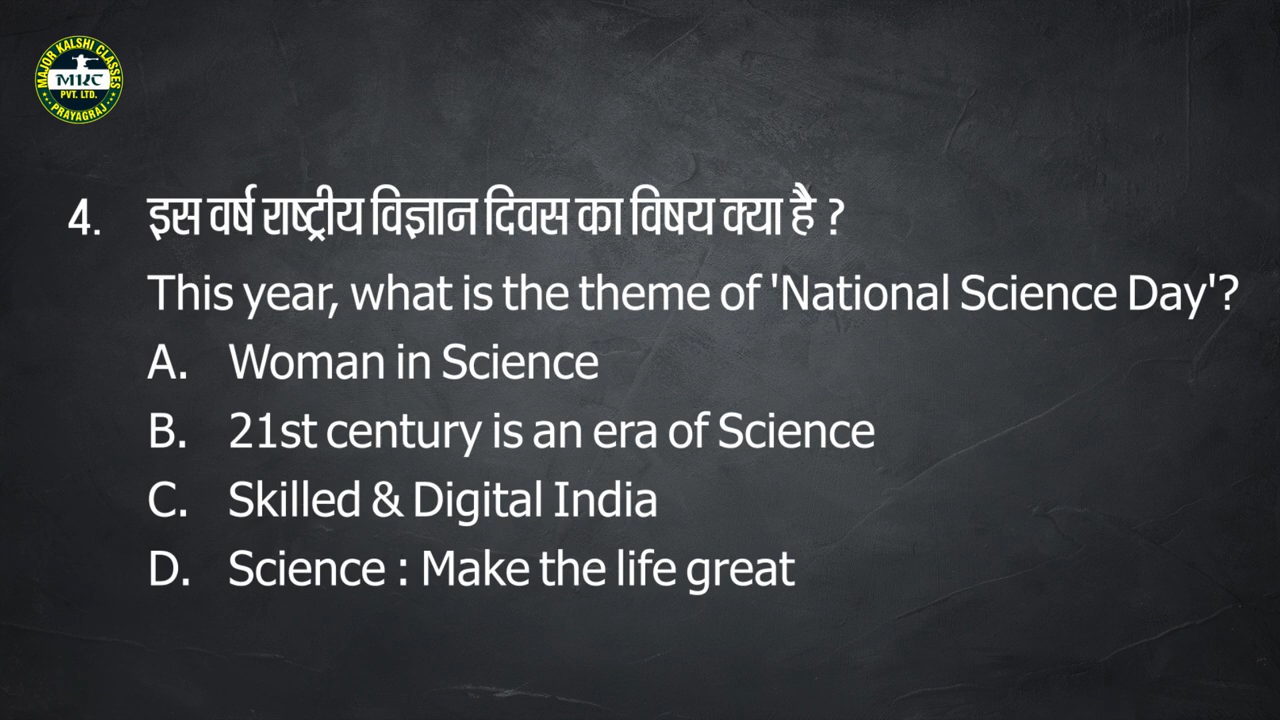 MAJOR KALSHI CLASSES
MKC
PVT. LTD.
PRAYAGRAJ
4. इस वर्ष राष्ट्रीय विज्ञान दिवस का विषय क्या है ?
This year, what is the theme of 'National Science Day'?
A. Woman in Science
B. 21st century is an era of Science
C. Skilled & Digital India
D. Science : Make the life great